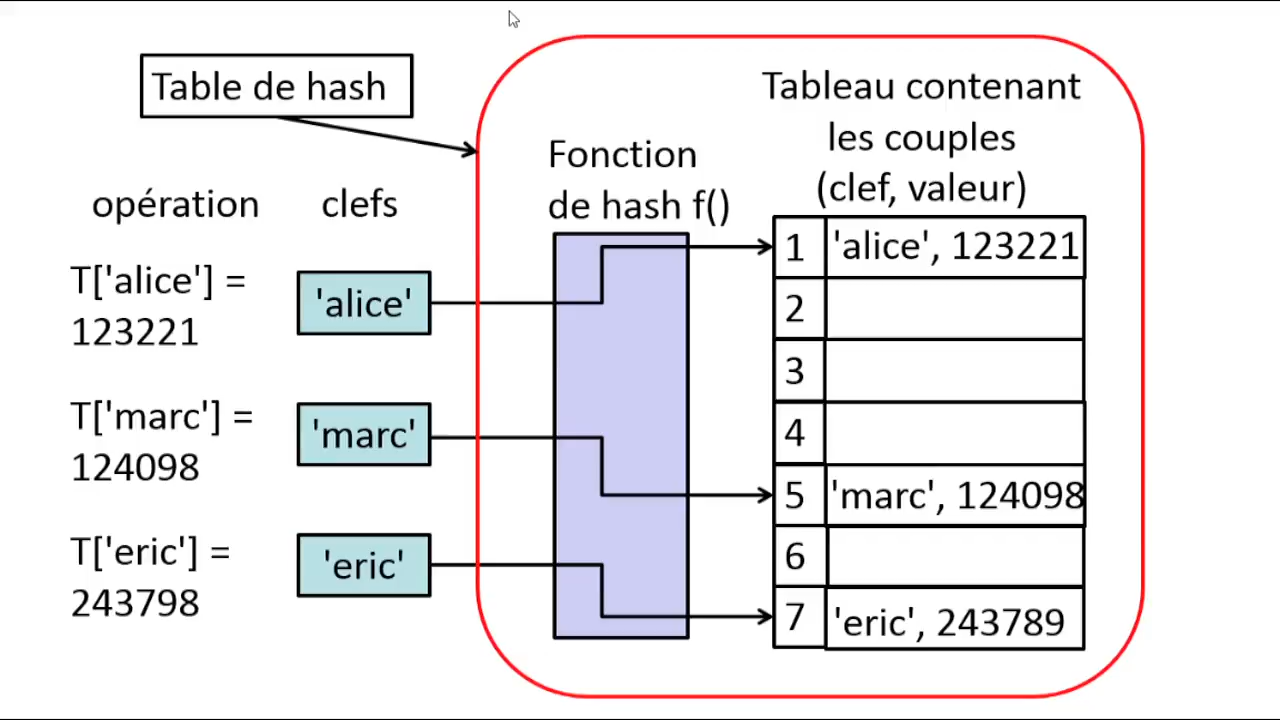 Table de hash
opération
clefs
T['alice'] =
123221
'alice'
T['marc'] =
124098
'marc'
T['eric'] =
243798
'eric'
Fonction
de hash f()
Tableau contenant
les couples
(clef, valeur)
1 'alice', 123221
2
3
4
5 'marc', 124098
6
7 'eric', 243789